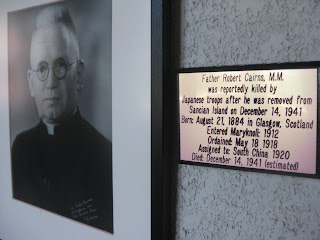 Father Robert Cairns, M.M.
was reportedly killed by
Japanese troops after he was removed from
Sancian Island on December 14, 1941
Born: August 21, 1884 in Glasgow, Scotland
Entered Maryknoll: 1912
Ordained: May 18 1918
Assigned to: South China 1920
Died: December 14, 1941 (estimated)